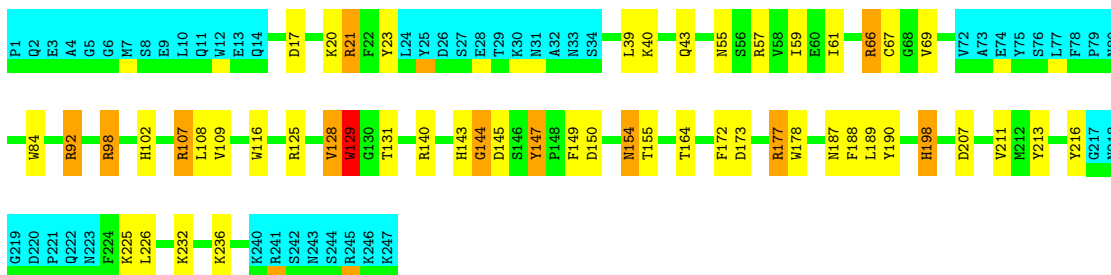 P1 Q2 E3 A4 G5 G6 M7 S8 E9 L10 Q11 W12 E13 Q14 D17 K20 R21 F22 Y23 L24 Y25 D26 S27 E28 T29 K30 N31 A32 N33 S34 L39 K40 Q43 N55 S56 R57 V58 I59 E60 E61 R66 C67 G68 V69 V72 A73 E74 Y75 S76 L77 F78 P79
W84 R92 R98 H102 R107 L108 V109 W116 R125 V128 W129 G130 T131 R140 H143 G144 D145 S146 Y147 P148 F149 D150 N154 T155 T164 F172 D173 R177 W178 N187 F188 L189 Y190 H198 D207 V211 M212 Y213 Y216 G217
G219 D220 P221 Q222 N223 F224 K225 L226 K232 K236 K240 R241 S242 N243 S244 R245 K246 K247